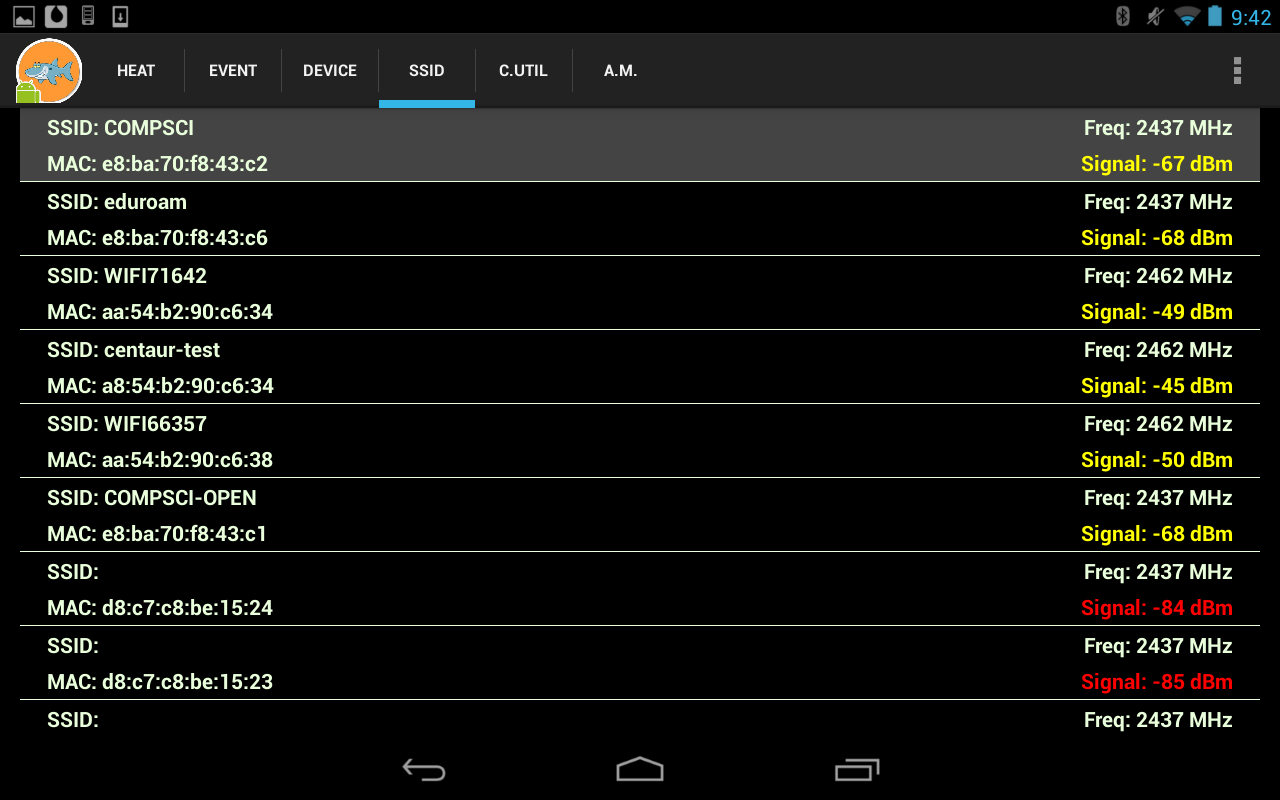 9:42
HEAT EVENT DEVICE SSID C.UTIL A.M.
SSID: COMPSCI Freq: 2437 MHz
MAC: e8:ba:70:f8:43:c2 Signal: -67 dBm
SSID: eduroam Freq: 2437 MHz
MAC: e8:ba:70:f8:43:c6 Signal: -68 dBm
SSID: WIFI71642 Freq: 2462 MHz
MAC: aa:54:b2:90:c6:34 Signal: -49 dBm
SSID: centaur-test Freq: 2462 MHz
MAC: a8:54:b2:90:c6:34 Signal: -45 dBm
SSID: WIFI66357 Freq: 2462 MHz
MAC: aa:54:b2:90:c6:38 Signal: -50 dBm
SSID: COMPSCI-OPEN Freq: 2437 MHz
MAC: e8:ba:70:f8:43:c1 Signal: -68 dBm
SSID: Freq: 2437 MHz
MAC: d8:c7:c8:be:15:24 Signal: -84 dBm
SSID: Freq: 2437 MHz
MAC: d8:c7:c8:be:15:23 Signal: -85 dBm
SSID: Freq: 2437 MHz